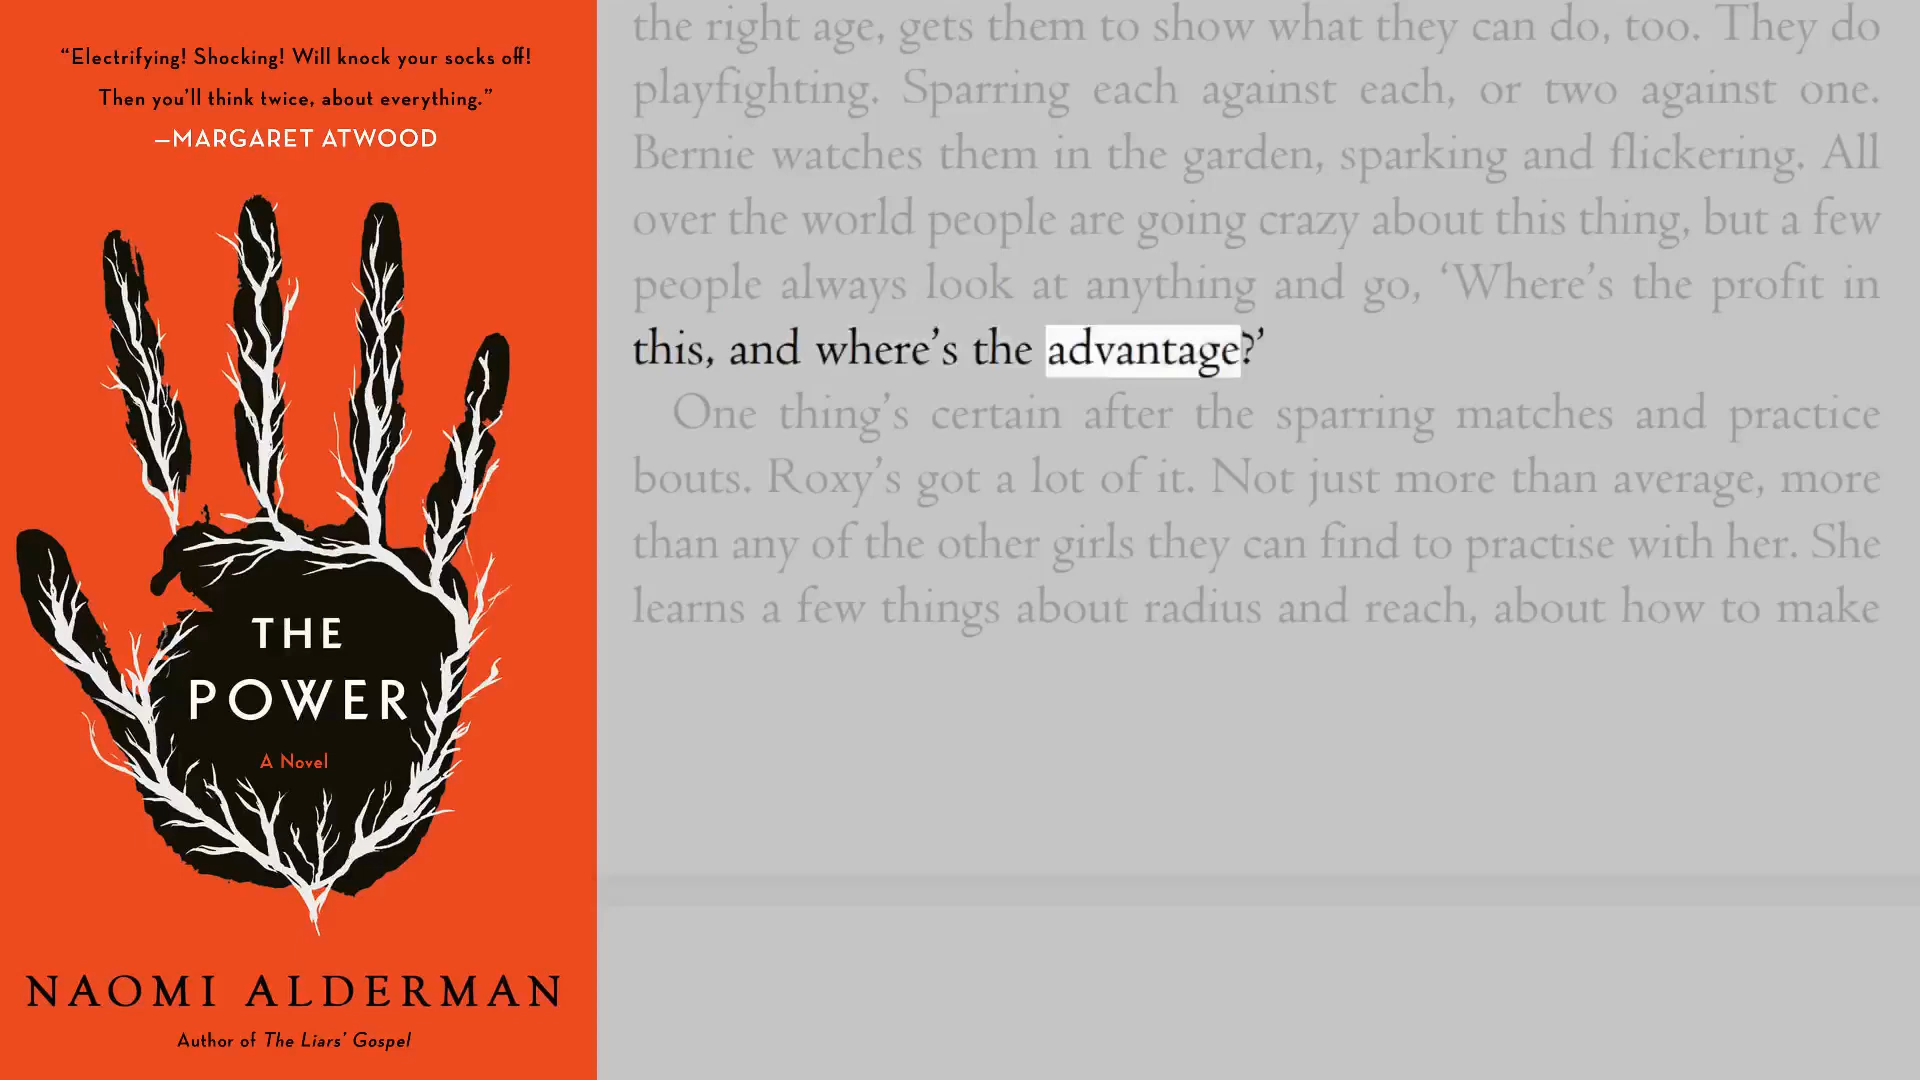 “Electrifying! Shocking! Will knock your socks off!
Then you’ll think twice, about everything.”
—MARGARET ATWOOD
THE
POWER
A Novel
NAOMI ALDERMAN
Author of The Liars’ Gospel
the right age, gets them to show what they can do, too. They do
playfighting. Sparring each against each, or two against one.
Bernie watches them in the garden, sparking and flickering. All
over the world people are going crazy about this thing, but a few
people always look at anything and go, ‘Where’s the profit in
this, and where’s the advantage?’
One thing’s certain after the sparring matches and practice
bouts. Roxy’s got a lot of it. Not just more than average, more
than any of the other girls they can find to practise with her. She
learns a few things about radius and reach, about how to make